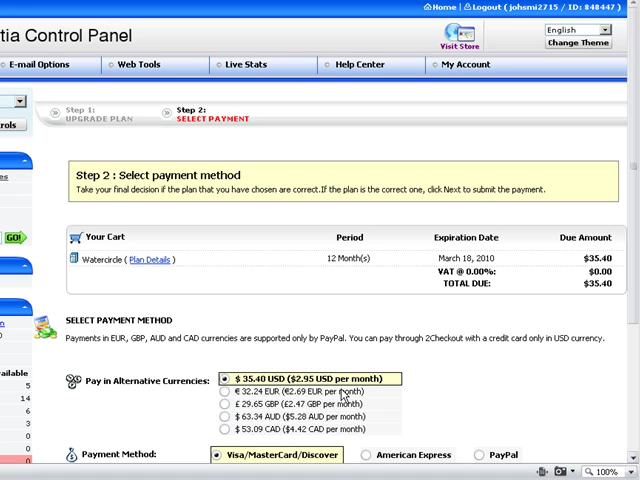 Home | Logout ( johsmi2715 / ID: 848447 )
tia Control Panel
Visit Store
English
Change Theme
E-mail Options
Web Tools
Live Stats
Help Center
My Account
Step 1:
UPGRADE PLAN
Step 2:
SELECT PAYMENT
rols
es
GO!
Step 2 : Select payment method
Take your final decision if the plan that you have chosen are correct.If the plan is the correct one, click Next to submit the payment.
Your Cart Period Expiration Date Due Amount
Watercircle ( Plan Details ) 12 Month(s) March 18, 2010 $35.40
VAT @ 0.00%: $0.00
TOTAL DUE: $35.40
n
0
SELECT PAYMENT METHOD
Payments in EUR, GBP, AUD and CAD currencies are supported only by PayPal. You can pay through 2Checkout with a credit card only in USD currency.
vailable
5
14
6
3
0
0
0
Pay in Alternative Currencies:
$ 35.40 USD ($2.95 USD per month)
€ 32.24 EUR (€2.69 EUR per month)
£ 29.65 GBP (£2.47 GBP per month)
$ 63.34 AUD ($5.28 AUD per month)
$ 53.09 CAD ($4.42 CAD per month)
Payment Method: Visa/MasterCard/Discover American Express PayPal
100%